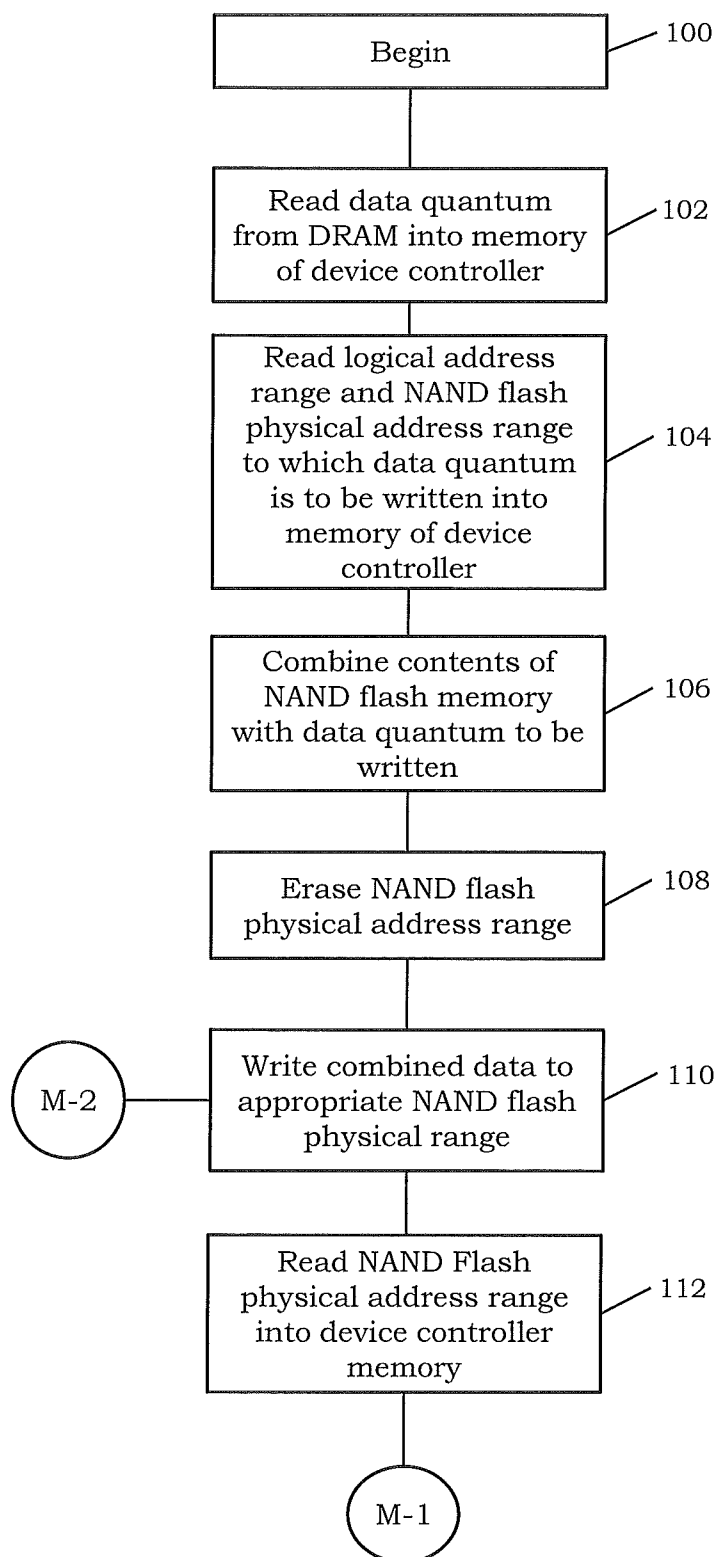 Begin
100
Read data quantum
from DRAM into memory
of device controller
102
Read logical address
range and NAND flash
physical address range
to which data quantum
is to be written into
memory of device
controller
104
Combine contents of
NAND flash memory
with data quantum to be
written
106
Erase NAND flash
physical address range
108
M-2
Write combined data to
appropriate NAND flash
physical range
110
Read NAND Flash
physical address range
into device controller
memory
112
M-1